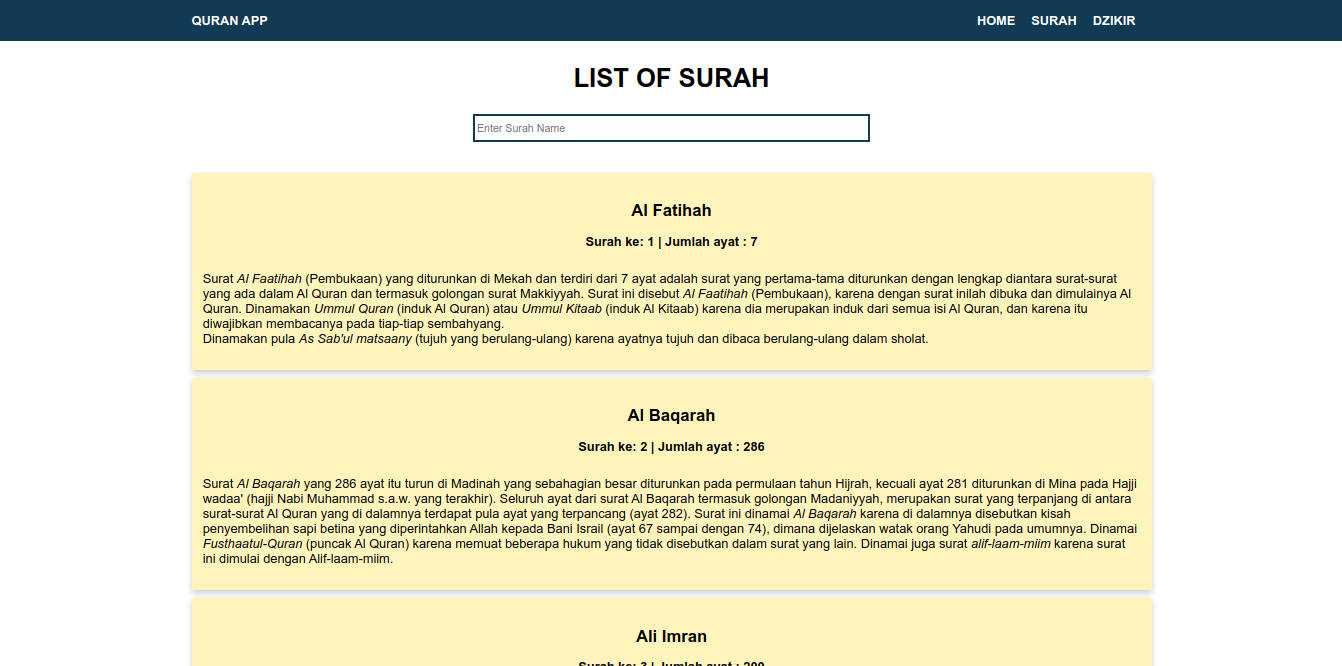 QURAN APP
HOME SURAH DZIKIR
LIST OF SURAH
Enter Surah Name
Al Fatihah
Surah ke: 1 | Jumlah ayat : 7
Surat Al Faatihah (Pembukaan) yang diturunkan di Mekah dan terdiri dari 7 ayat adalah surat yang pertama-tama diturunkan dengan lengkap diantara surat-surat
yang ada dalam Al Quran dan termasuk golongan surat Makkiyyah. Surat ini disebut Al Faatihah (Pembukaan), karena dengan surat inilah dibuka dan dimulainya Al
Quran. Dinamakan Ummul Quran (induk Al Quran) atau Ummul Kitaab (induk Al Kitaab) karena dia merupakan induk dari semua isi Al Quran, dan karena itu
diwajibkan membacanya pada tiap-tiap sembahyang.
Dinamakan pula As Sab'ul matsaany (tujuh yang berulang-ulang) karena ayatnya tujuh dan dibaca berulang-ulang dalam sholat.
Al Baqarah
Surah ke: 2 | Jumlah ayat : 286
Surat Al Baqarah yang 286 ayat itu turun di Madinah yang sebahagian besar diturunkan pada permulaan tahun Hijrah, kecuali ayat 281 diturunkan di Mina pada Hajji
wadaa' (hajji Nabi Muhammad s.a.w. yang terakhir). Seluruh ayat dari surat Al Baqarah termasuk golongan Madaniyyah, merupakan surat yang terpanjang di antara
surat-surat Al Quran yang di dalamnya terdapat pula ayat yang terpancang (ayat 282). Surat ini dinamai Al Baqarah karena di dalamnya disebutkan kisah
penyembelihan sapi betina yang diperintahkan Allah kepada Bani Israil (ayat 67 sampai dengan 74), dimana dijelaskan watak orang Yahudi pada umumnya. Dinamai
Fusthaatul-Quran (puncak Al Quran) karena memuat beberapa hukum yang tidak disebutkan dalam surat yang lain. Dinamai juga surat alif-laam-miim karena surat
ini dimulai dengan Alif-laam-miim.
Ali Imran
Surah ke: 3 | Jumlah ayat : 200